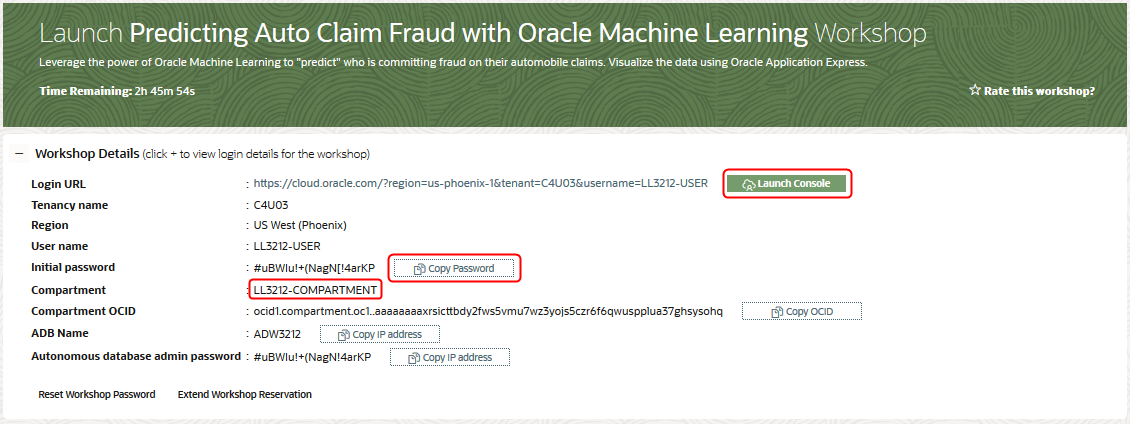 Launch Predicting Auto Claim Fraud with Oracle Machine Learning Workshop
Leverage the power of Oracle Machine Learning to "predict" who is committing fraud on their automobile claims. Visualize the data using Oracle Application Express.
Time Remaining: 2h 45m 54s
☆ Rate this workshop?
− Workshop Details (click + to view login details for the workshop)
Login URL : https://cloud.oracle.com/?region=us-phoenix-1&tenant=C4U03&username=LL3212-USER Launch Console
Tenancy name : C4U03
Region : US West (Phoenix)
User name : LL3212-USER
Initial password : #uBWlu!+(NagN[!4arKP Copy Password
Compartment : LL3212-COMPARTMENT
Compartment OCID : ocid1.compartment.oc1..aaaaaaaaxrsicttbdy2fws5vmu7wz3yojs5czr6f6qwuspplua37ghsysohq Copy OCID
ADB Name : ADW3212 Copy IP address
Autonomous database admin password : #uBWlu!+(NagN!4arKP Copy IP address
Reset Workshop Password Extend Workshop Reservation